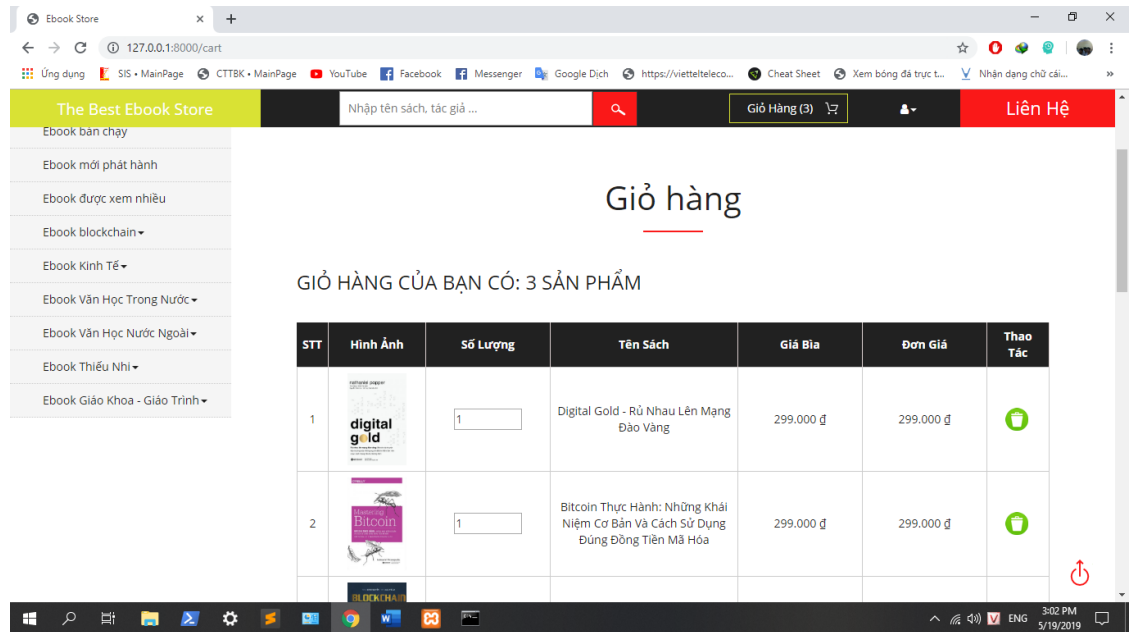 Ebook Store
127.0.0.1:8000/cart
Ứng dụng
SIS • MainPage
CTTBK • MainPage
YouTube
Facebook
Messenger
Google Dịch
https://viettelteleco...
Cheat Sheet
Xem bóng đá trực t...
Nhận dạng chữ cái...
The Best Ebook Store
Nhập tên sách, tác giả ...
Giỏ Hàng (3)
Liên Hệ
Ebook bán chạy
Ebook mới phát hành
Ebook được xem nhiều
Ebook blockchain
Ebook Kinh Tế
Ebook Văn Học Trong Nước
Ebook Văn Học Nước Ngoài
Ebook Thiếu Nhi
Ebook Giáo Khoa - Giáo Trình
Giỏ hàng
GIỎ HÀNG CỦA BẠN CÓ: 3 SẢN PHẨM
STT Hình Ảnh Số Lượng Tên Sách Giá Bìa Đơn Giá Thao
Tác
digital
gold
1 1 Digital Gold - Rủ Nhau Lên Mạng 299.000 ₫ 299.000 ₫
Đào Vàng
Mastering
Bitcoin
2 1 Bitcoin Thực Hành: Những Khái
Niệm Cơ Bản Và Cách Sử Dụng 299.000 ₫ 299.000 ₫
Đúng Đồng Tiền Mã Hóa
BLOCKCHAIN
ENG
3:02 PM
5/19/2019